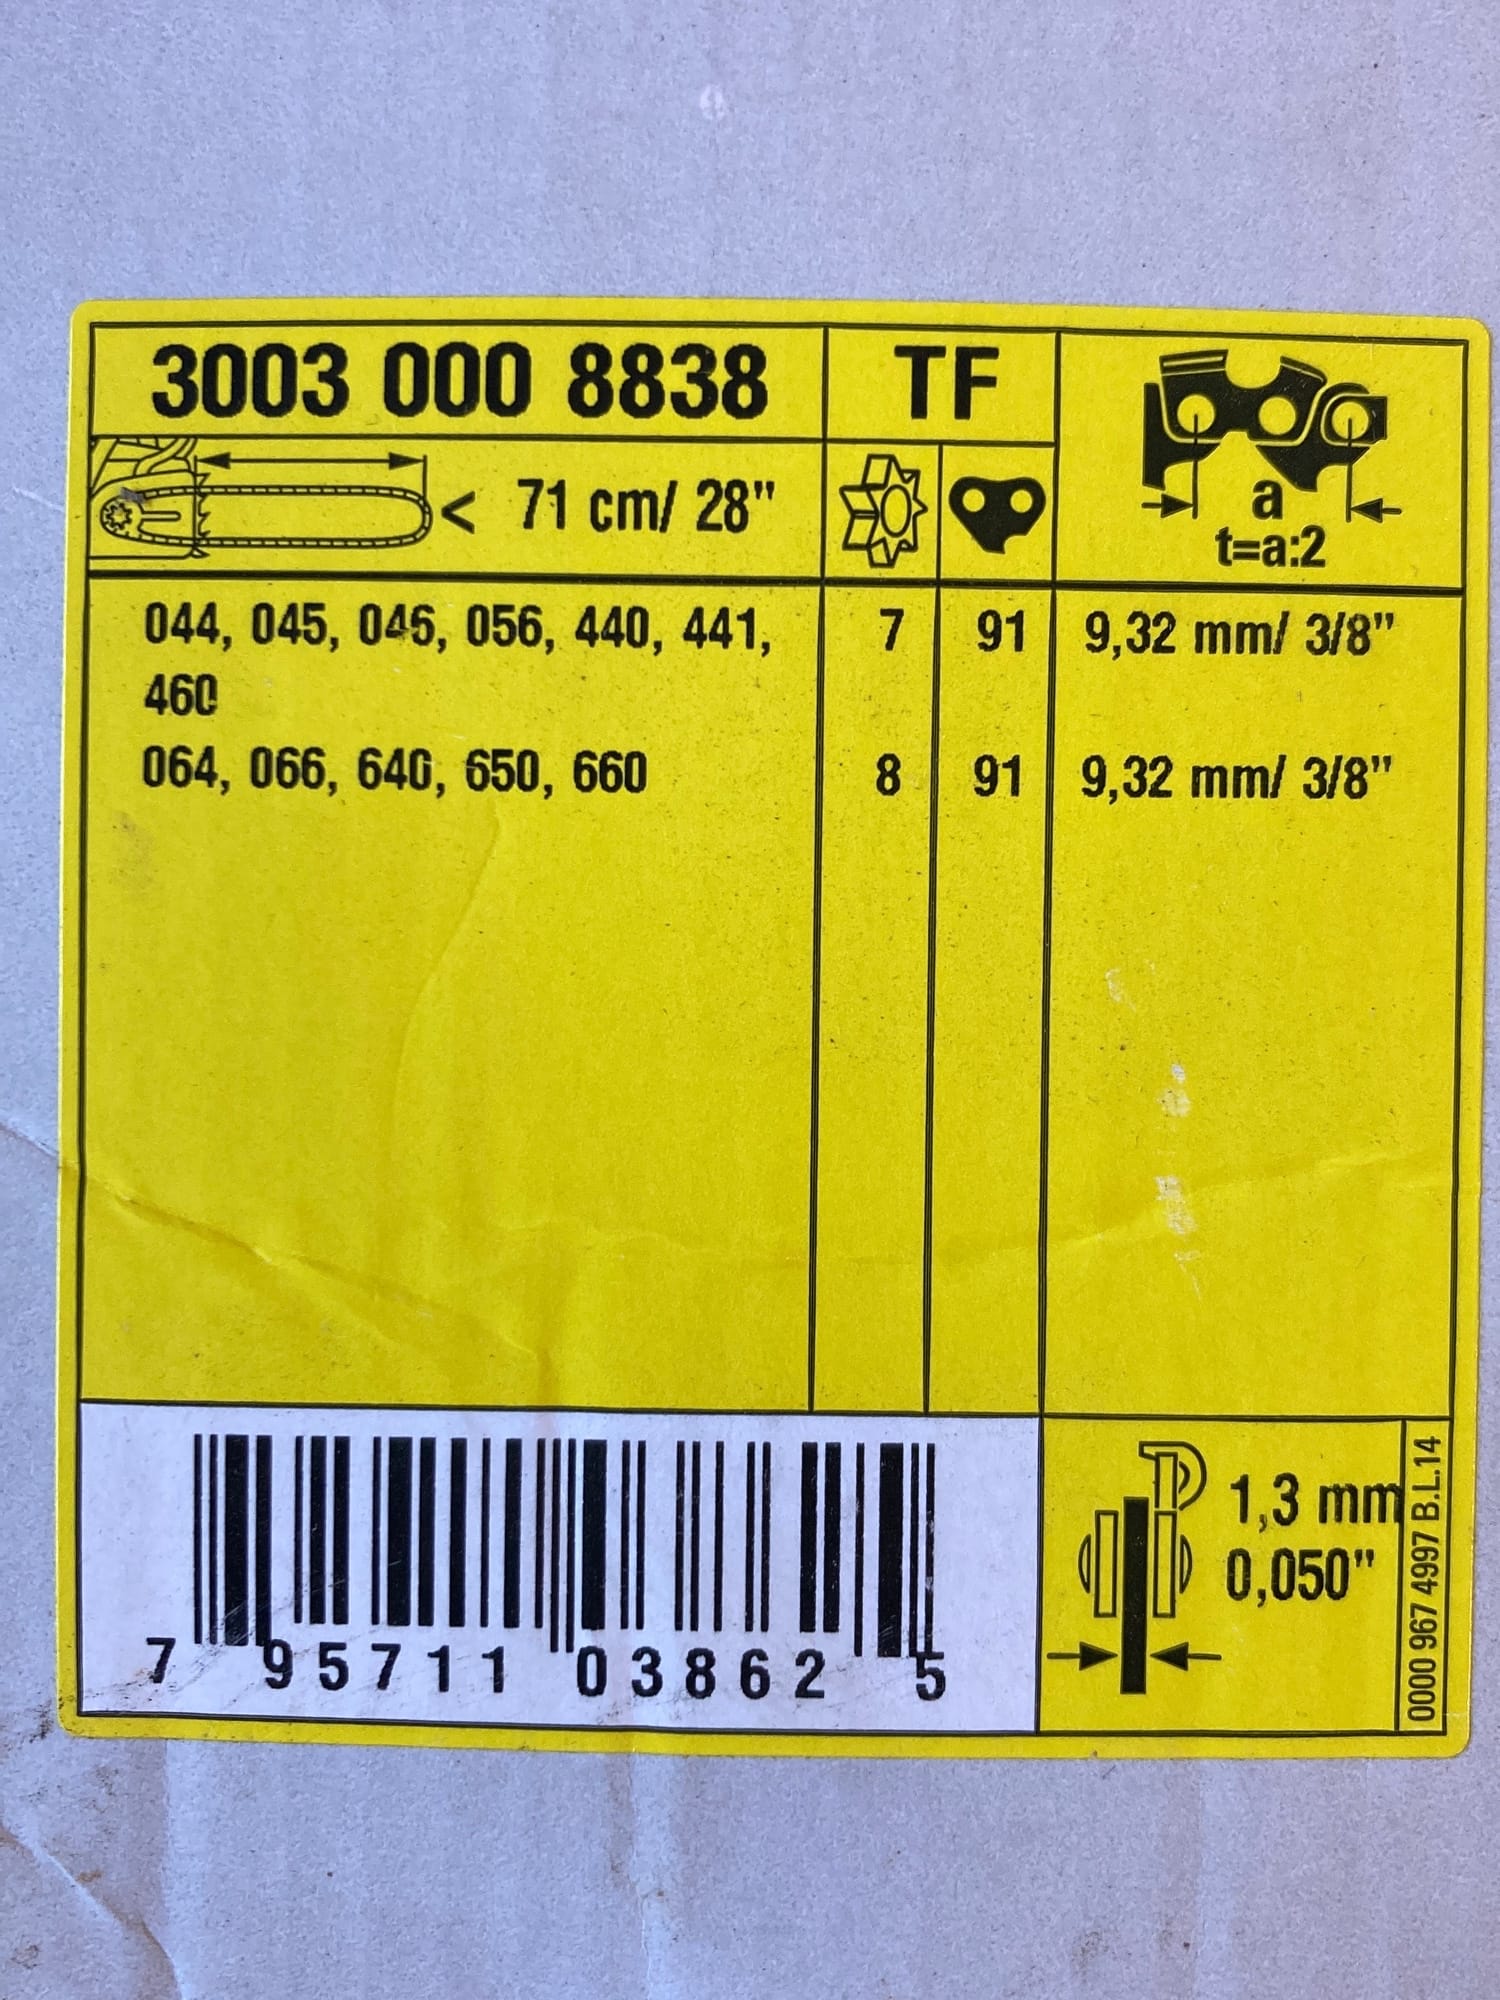 3003 000 8838 TF
a
t=a:2
< 71 cm/ 28"
044, 045, 046, 056, 440, 441, 7 91 9,32 mm/ 3/8"
460
064, 066, 640, 650, 660 8 91 9,32 mm/ 3/8"
7 95711 03862 5
1,3 mm
0,050"
0000 967 4997 B.L.14